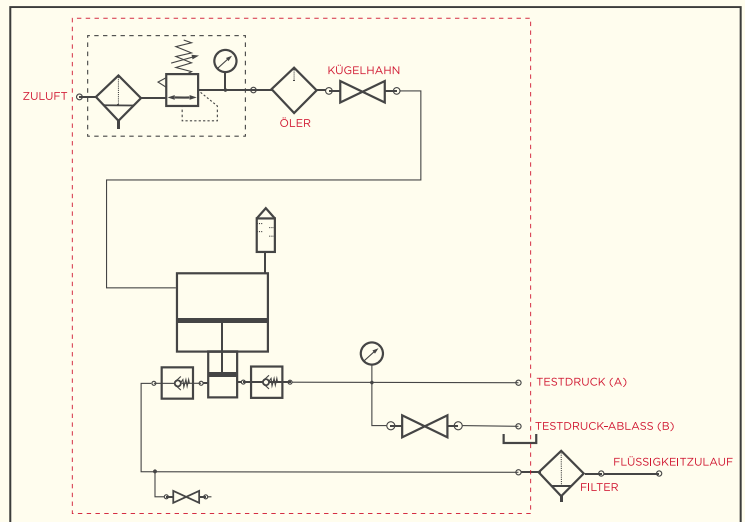 KÜGELHAHN
ZULUFT
ÖLER
TESTDRUCK (A)
TESTDRUCK-ABLASS (B)
FLÜSSIGKEITZULAUF
FILTER